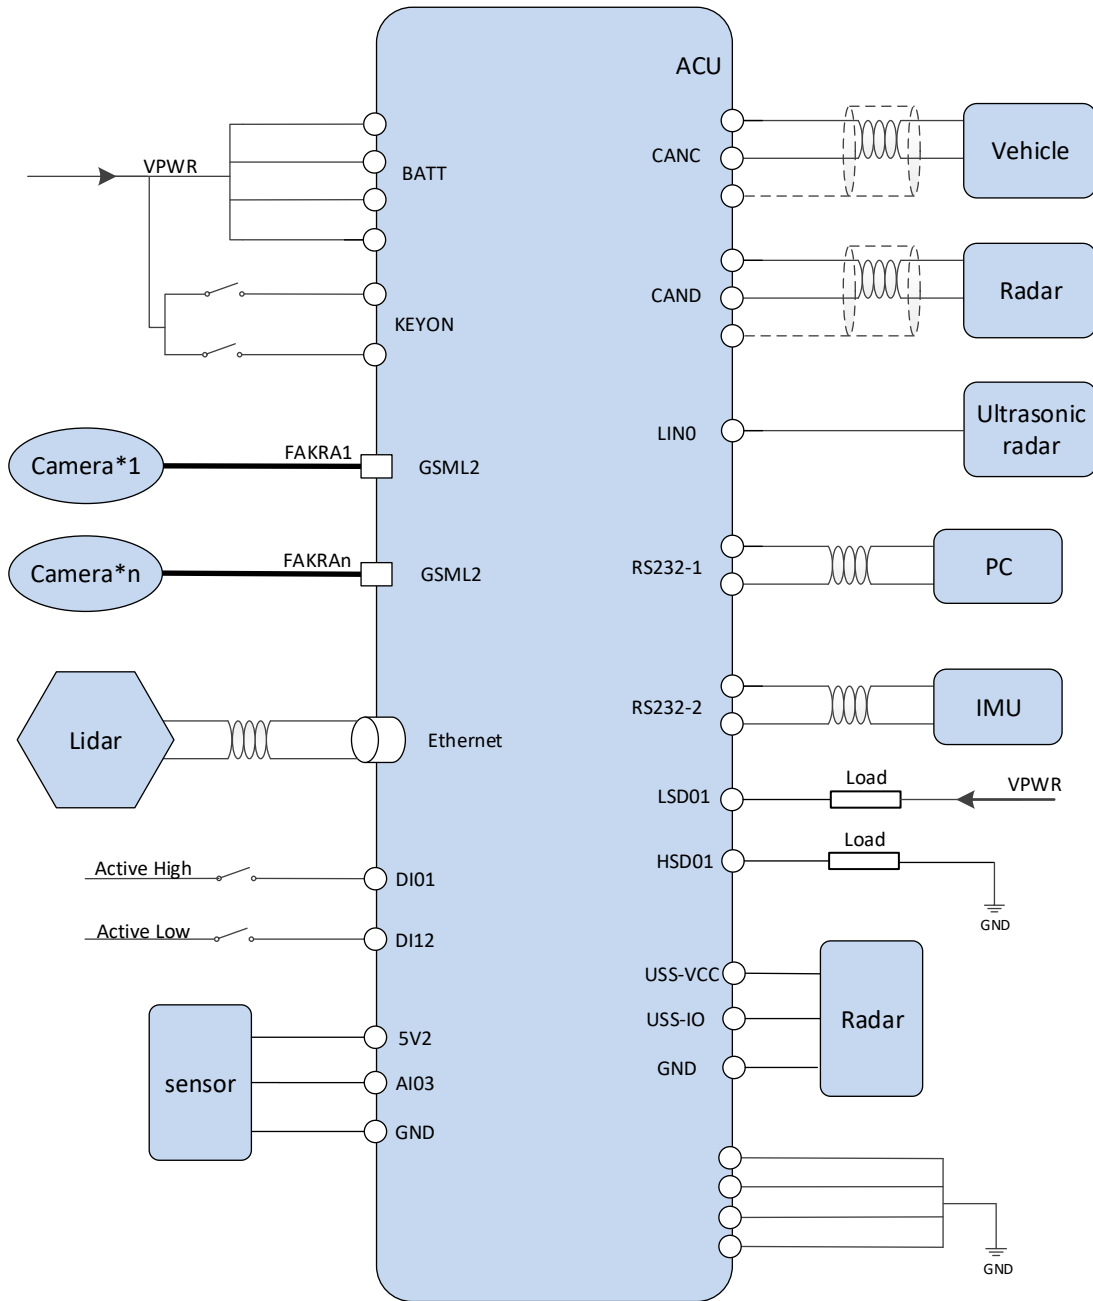 ACU
VPWR
BATT
KEYON
Camera*1
FAKRA1
GSML2
Camera*n
FAKRAn
GSML2
Lidar
Ethernet
Active High
DI01
Active Low
DI12
sensor
5V2
AI03
GND
CANC
Vehicle
CAND
Radar
LIN0
Ultrasonic
radar
RS232-1
PC
RS232-2
IMU
LSD01
Load
VPWR
HSD01
Load
GND
USS-VCC
USS-IO
GND
Radar
GND